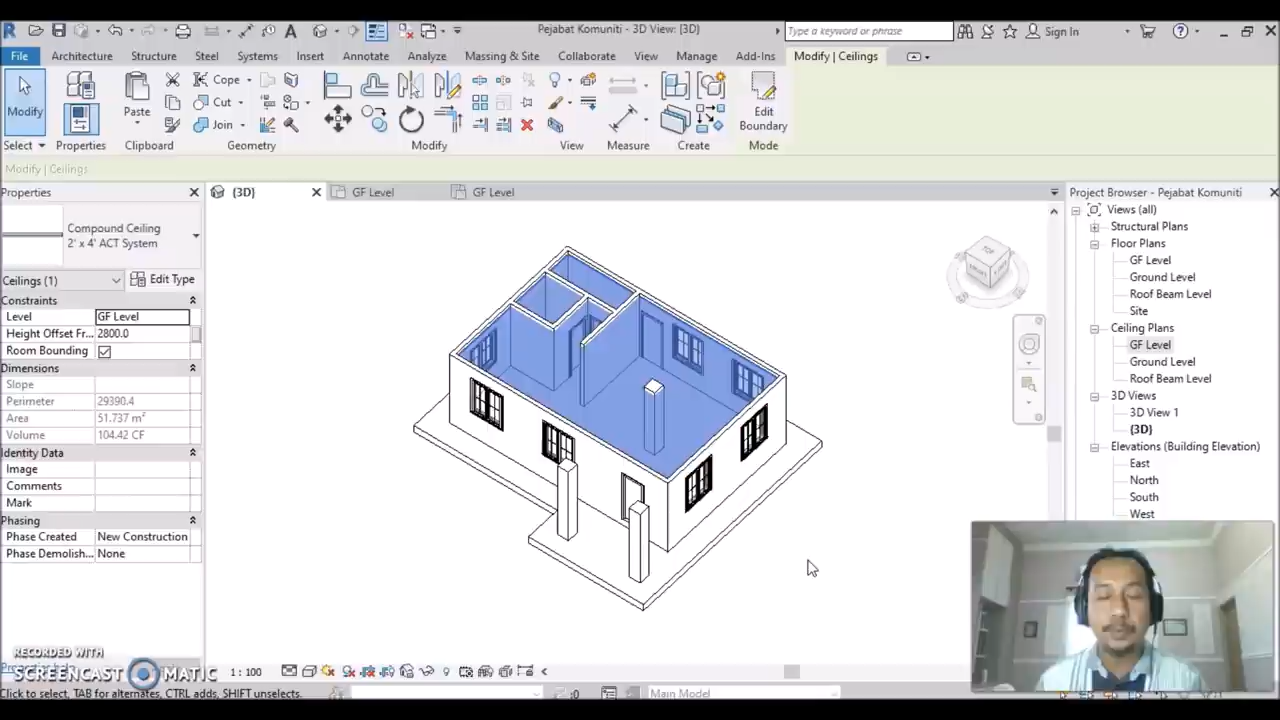 Pejabat Komuniti - 3D View: {3D}
Type a keyword or phrase
Sign In
File
Architecture
Structure
Steel
Systems
Insert
Annotate
Analyze
Massing & Site
Collaborate
View
Manage
Add-Ins
Modify | Ceilings
Modify
Paste
Cope
Cut
Join
Edit
Boundary
Select
Properties
Clipboard
Geometry
Modify
View
Measure
Create
Mode
Modify | Ceilings
Properties
{3D}
GF Level
GF Level
Project Browser - Pejabat Komuniti
Compound Ceiling
2' x 4' ACT System
Ceilings (1)
Edit Type
Constraints
Level
GF Level
Height Offset Fr...
2800.0
Room Bounding
Dimensions
Slope
Perimeter
29390.4
Area
51.737 m²
Volume
104.42 CF
Identity Data
Image
Comments
Mark
Phasing
Phase Created
New Construction
Phase Demolish...
None
TOP
Views (all)
Structural Plans
Floor Plans
GF Level
Ground Level
Roof Beam Level
Site
Ceiling Plans
GF Level
Ground Level
Roof Beam Level
3D Views
3D View 1
{3D}
Elevations (Building Elevation)
East
North
South
West
RECORDED WITH
SCREENCAST MATIC
1 : 100
Click to select, TAB for alternates, CTRL adds, SHIFT unselects.
:0
Main Model